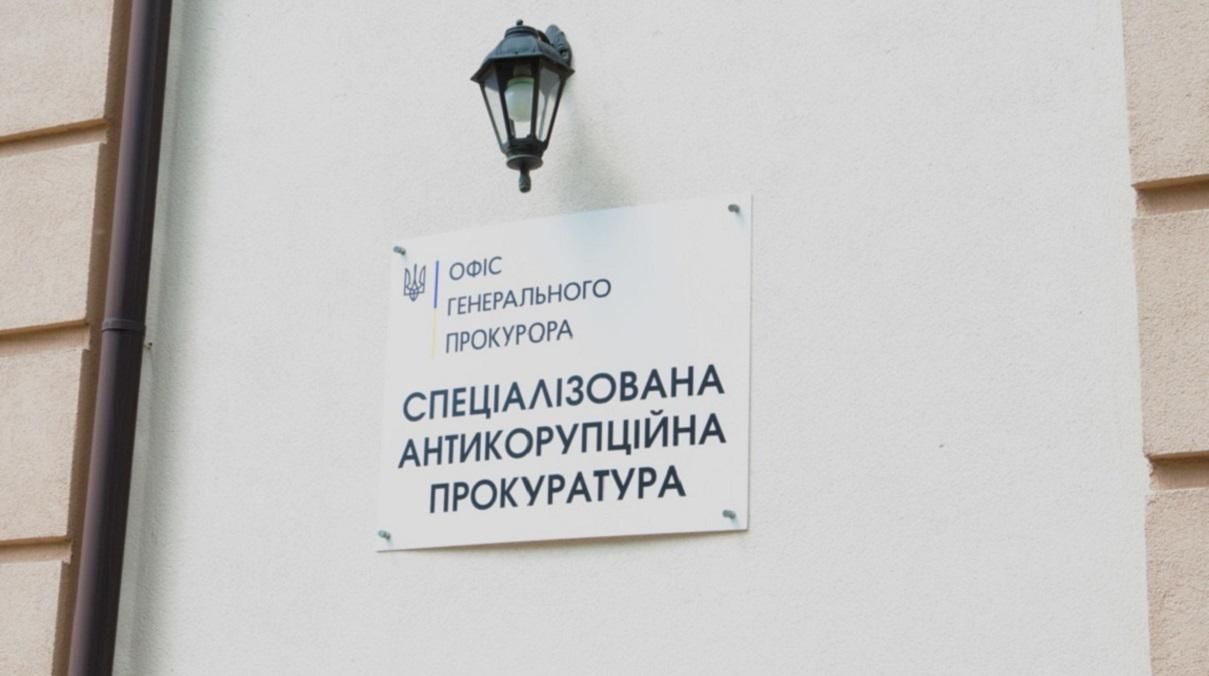 ОФІС
ГЕНЕРАЛЬНОГО
ПРОКУРОРА
СПЕЦІАЛІЗОВАНА
АНТИКОРУПЦІЙНА
ПРОКУРАТУРА